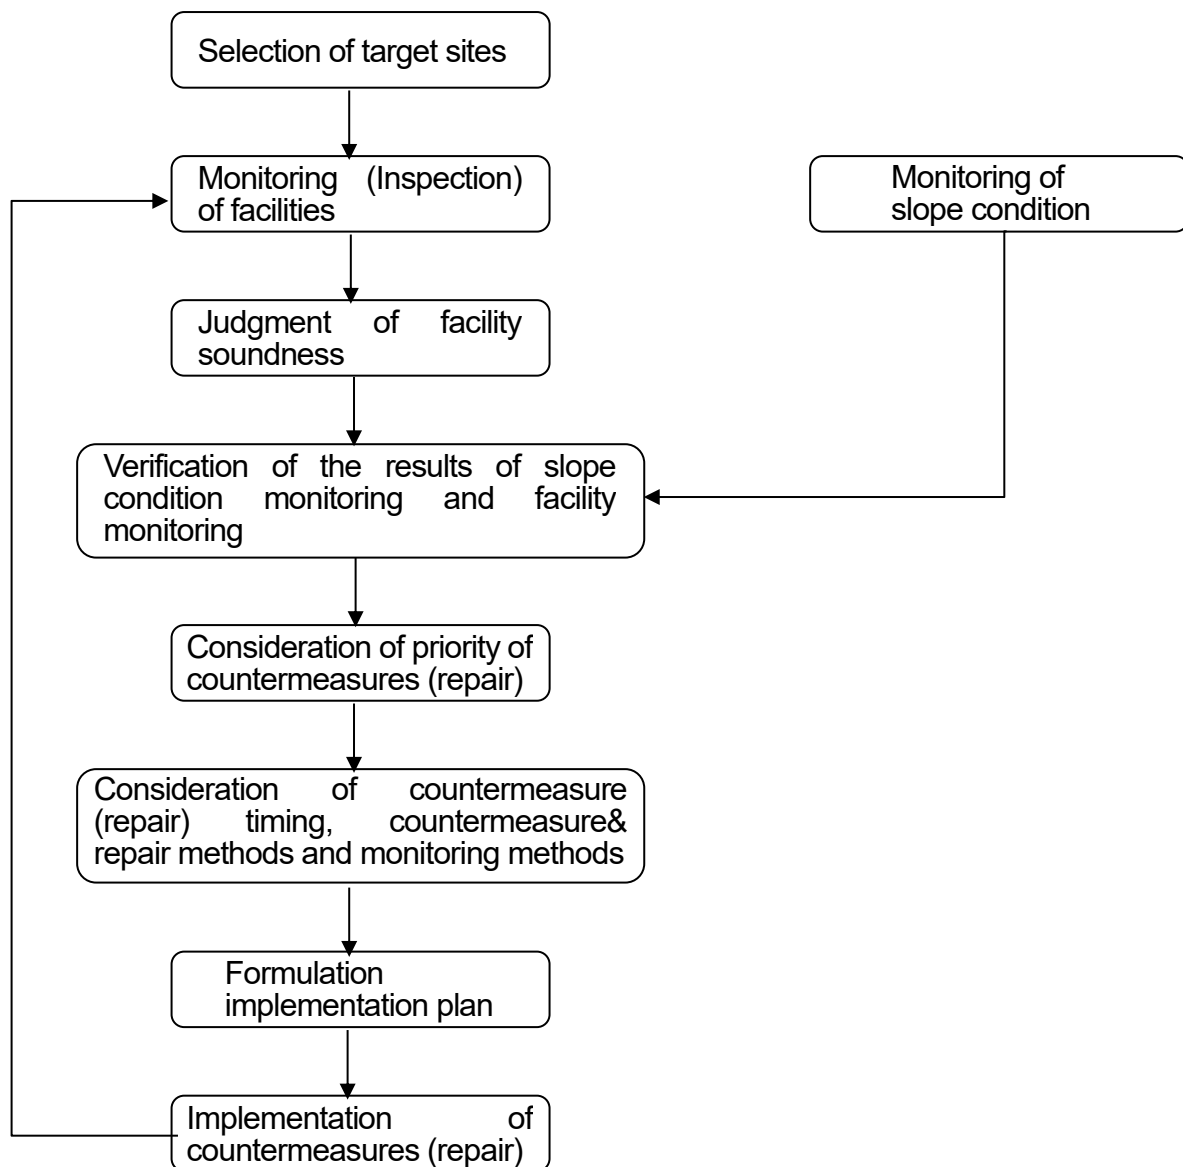 Selection of target sites
Monitoring (Inspection)
of facilities
Monitoring of
slope condition
Judgment of facility
soundness
Verification of the results of slope
condition monitoring and facility
monitoring
Consideration of priority of
countermeasures (repair)
Consideration of countermeasure
(repair) timing, countermeasure&
repair methods and monitoring methods
Formulation
implementation plan
Implementation of
countermeasures (repair)